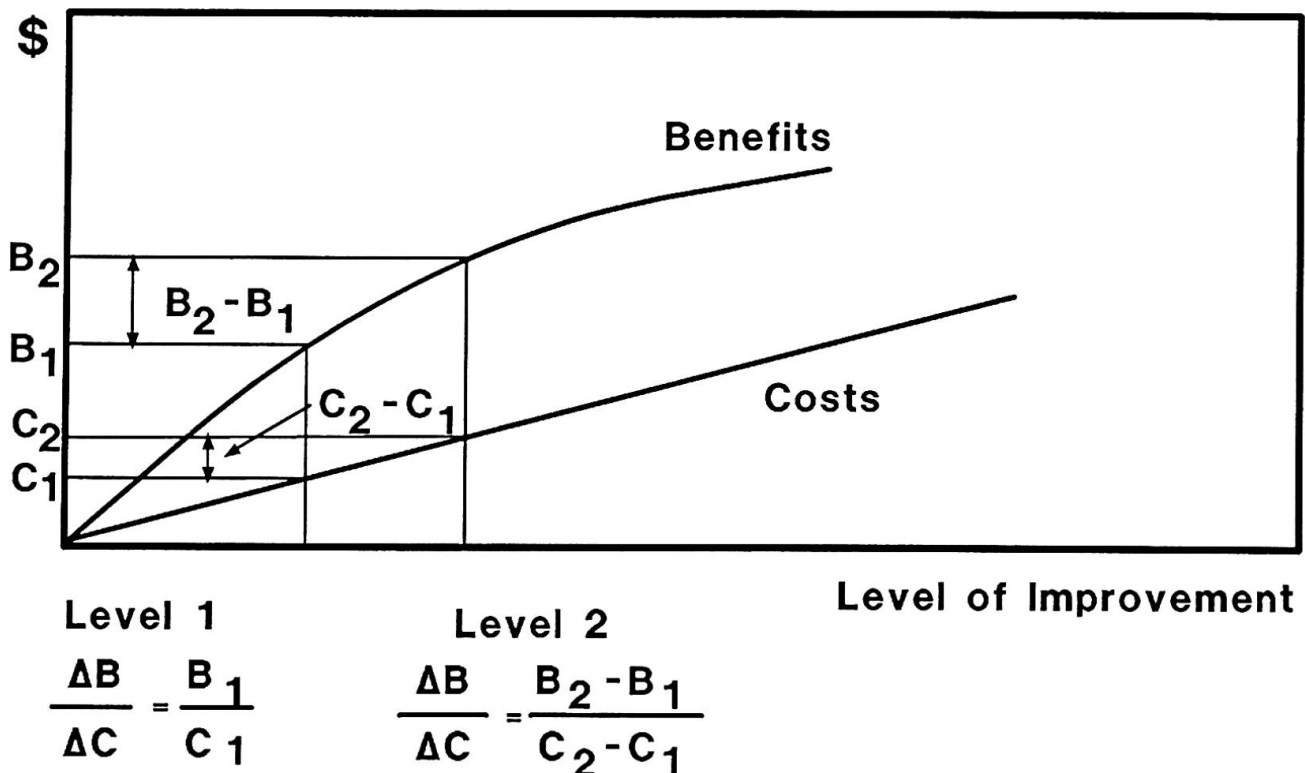 $
Benefits
B2
B2 - B1
B1
C2 - C1
Costs
C2
C1
Level of Improvement
Level 1
ΔB/ΔC = B1/C1
Level 2
ΔB/ΔC = B2 - B1/C2 - C1